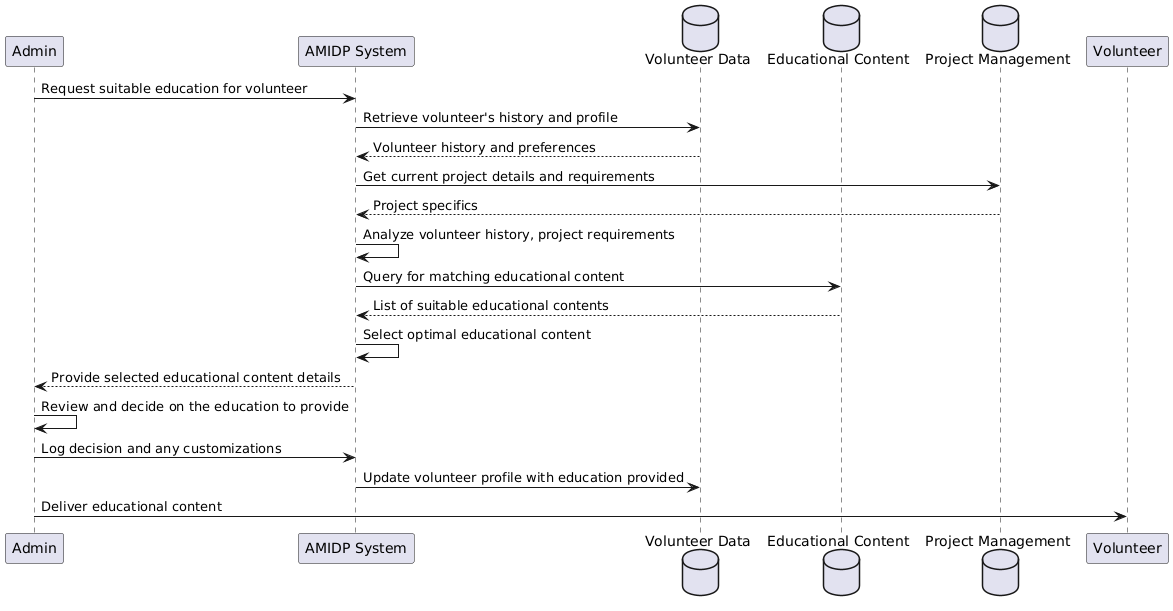 Admin
AMIDP System
Volunteer Data
Educational Content
Project Management
Volunteer
Request suitable education for volunteer
Retrieve volunteer's history and profile
Volunteer history and preferences
Get current project details and requirements
Project specifics
Analyze volunteer history, project requirements
Query for matching educational content
List of suitable educational contents
Select optimal educational content
Provide selected educational content details
Review and decide on the education to provide
Log decision and any customizations
Update volunteer profile with education provided
Deliver educational content
Admin
AMIDP System
Volunteer Data
Educational Content
Project Management
Volunteer